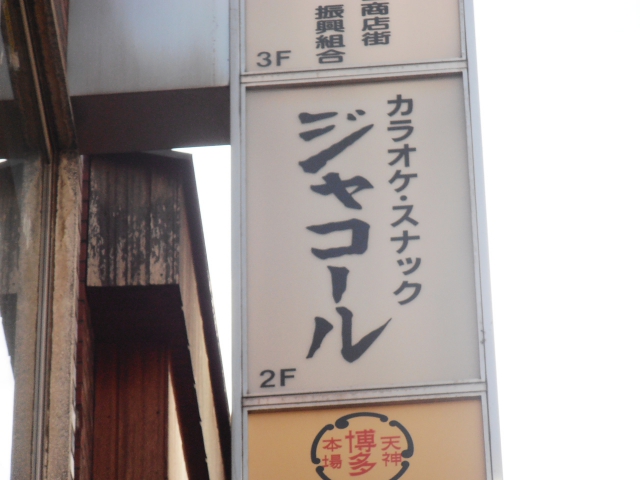 商店街
振興組合
3F
カラオケ・スナック
ジャコール
2F
天神
博多
本場